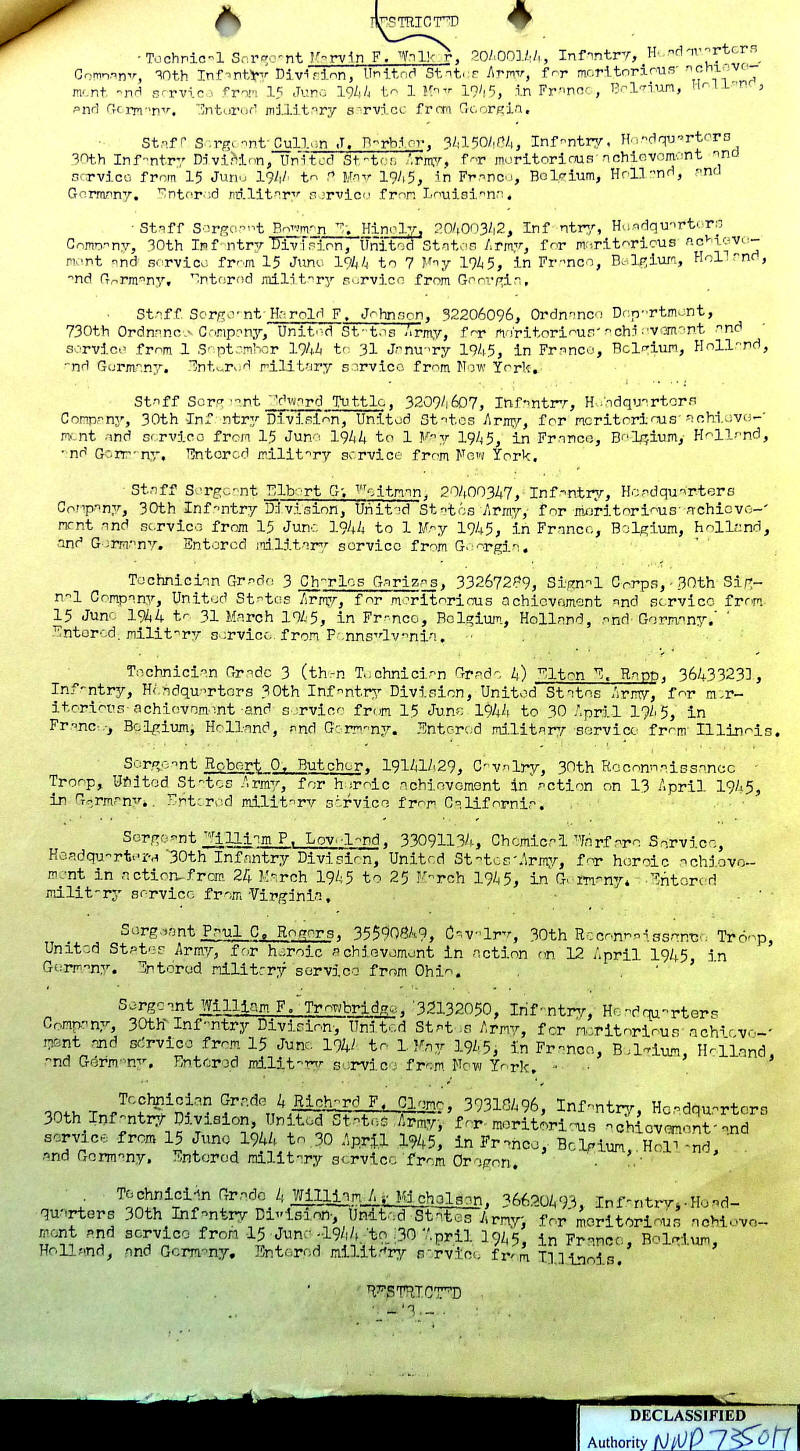 RESTRICTED
Technical Sergeant Marvin F. Walker, 20400144, Infantry, Headquarters
Company, 30th Infantry Division, United States Army, for meritorious achieve-
ment and service from 15 June 1944 to 1 May 1945, in France, Belgium, Holland,
and Germany. Entered military service from Georgia.
Staff Sergeant Cullen J. Barbier, 34150484, Infantry, Headquarters
30th Infantry Division, United States Army, for meritorious achievement and
service from 15 June 1944 to 8 May 1945, in France, Belgium, Holland, and
Germany. Entered military service from Louisiana.
Staff Sergeant Bowman E. Hinely, 20400342, Infantry, Headquarters
Company, 30th Infantry Division, United States Army, for meritorious achieve-
ment and service from 15 June 1944 to 7 May 1945, in France, Belgium, Holland,
and Germany. Entered military service from Georgia.
Staff Sergeant Harold F. Johnson, 32206096, Ordnance Department,
730th Ordnance Company, United States Army, for meritorious achievement and
service from 1 September 1944 to 31 January 1945, in France, Belgium, Holland,
and Germany. Entered military service from New York.
Staff Sergeant Edward Tuttle, 32094607, Infantry, Headquarters
Company, 30th Infantry Division, United States Army, for meritorious achieve-
ment and service from 15 June 1944 to 1 May 1945, in France, Belgium, Holland,
and Germany. Entered military service from New York.
Staff Sergeant Elbert G. Weitman, 20400347, Infantry, Headquarters
Company, 30th Infantry Division, United States Army, for meritorious achieve-
ment and service from 15 June 1944 to 1 May 1945, in France, Belgium, holland,
and Germany. Entered military service from Georgia.
Technician Grade 3 Charles Garizas, 33267289, Signal Corps, 30th Sig-
nal Company, United States Army, for meritorious achievement and service from
15 June 1944 to 31 March 1945, in France, Belgium, Holland, and Germany.
Entered military service from Pennsylvania.
Technician Grade 3 (then Technician Grade 4) Elton E. Rapp, 36433231,
Infantry, Headquarters 30th Infantry Division, United States Army, for mer-
itorious achievement and service from 15 June 1944 to 30 April 1945, in
France, Belgium, Holland, and Germany. Entered military service from Illinois.
Sergeant Robert O. Butcher, 19141429, Cavalry, 30th Reconnaissance
Troop, United States Army, for heroic achievement in action on 13 April 1945,
in Germany. Entered military service from California.
Sergeant William P. Loveland, 33091134, Chemical Warfare Service,
Headquarters 30th Infantry Division, United States Army, for heroic achieve-
ment in action from 24 March 1945 to 25 March 1945, in Germany. Entered
military service from Virginia.
Sergeant Paul C. Rogers, 35590849, Cavalry, 30th Reconnaissance Troop,
United States Army, for heroic achievement in action on 12 April 1945, in
Germany. Entered military service from Ohio.
Sergeant William F. Trowbridge, 32132050, Infantry, Headquarters
Company, 30th Infantry Division, United States Army, for meritorious achieve-
ment and service from 15 June 194/ to 1 May 1945, in France, Belgium, Holland,
and Germany. Entered military service from New York.
Technician Grade 4 Richard F. Clome, 39318496, Infantry, Headquarters
30th Infantry Division, United States Army, for meritorious achievement and
service from 15 June 1944 to 30 April 1945, in France, Belgium, Holland,
and Germany. Entered military service from Oregon.
Technician Grade 4 William A. Michelson, 36620493, Infantry, Head-
quarters 30th Infantry Division, United States Army, for meritorious achieve-
ment and service from 15 June 1944 to 30 April 1945, in France, Belgium,
Holland, and Germany. Entered military service from Illinois.
RESTRICTED
-3-
DECLASSIFIED
Authority NND 735017